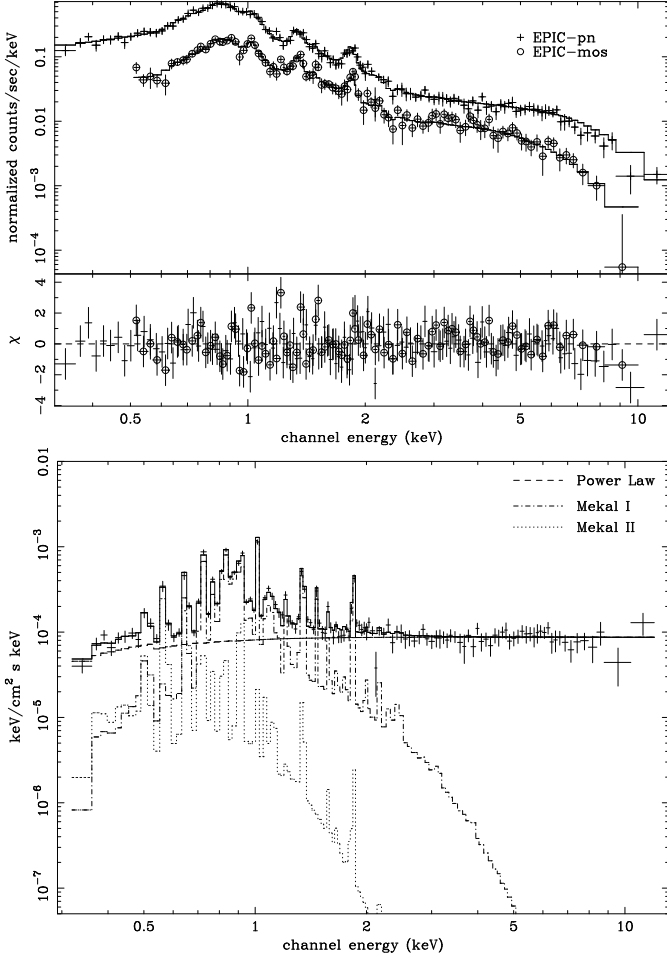 EPIC−pn
EPIC−mos
normalized counts/sec/keV
0.1
0.01
10⁻³
10⁻⁴
χ
4
2
0
−2
−4
0.5
1
2
5
10
channel energy (keV)
0.01
10⁻³
10⁻⁴
10⁻⁵
10⁻⁶
10⁻⁷
keV/cm² s keV
Power Law
Mekal I
Mekal II
0.5
1
2
5
10
channel energy (keV)